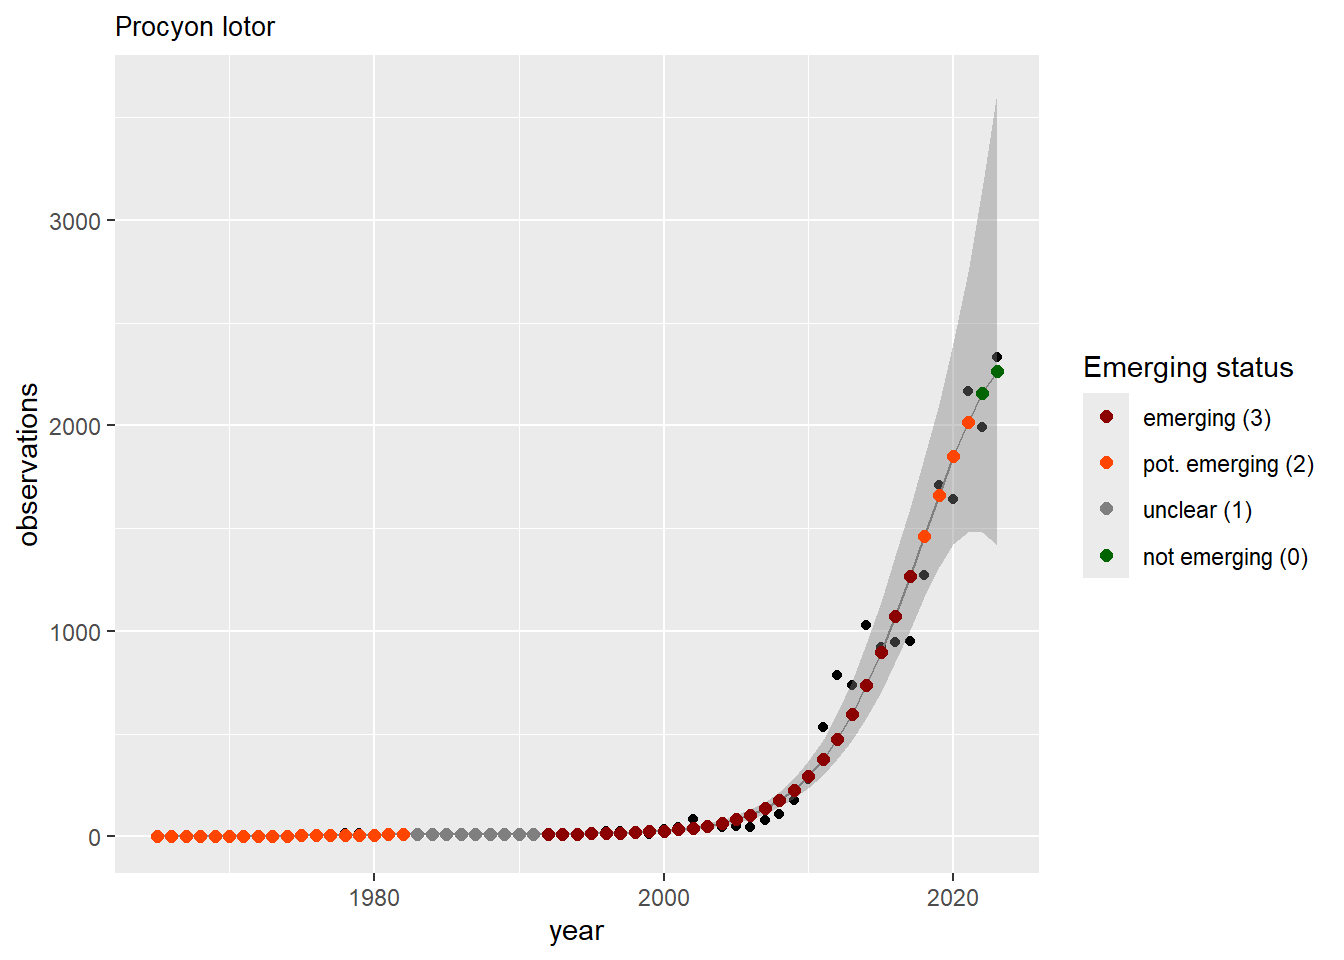 Procyon lotor
3000
2000
1000
0
observations
1980
2000
2020
year
Emerging status
emerging (3)
pot. emerging (2)
unclear (1)
not emerging (0)